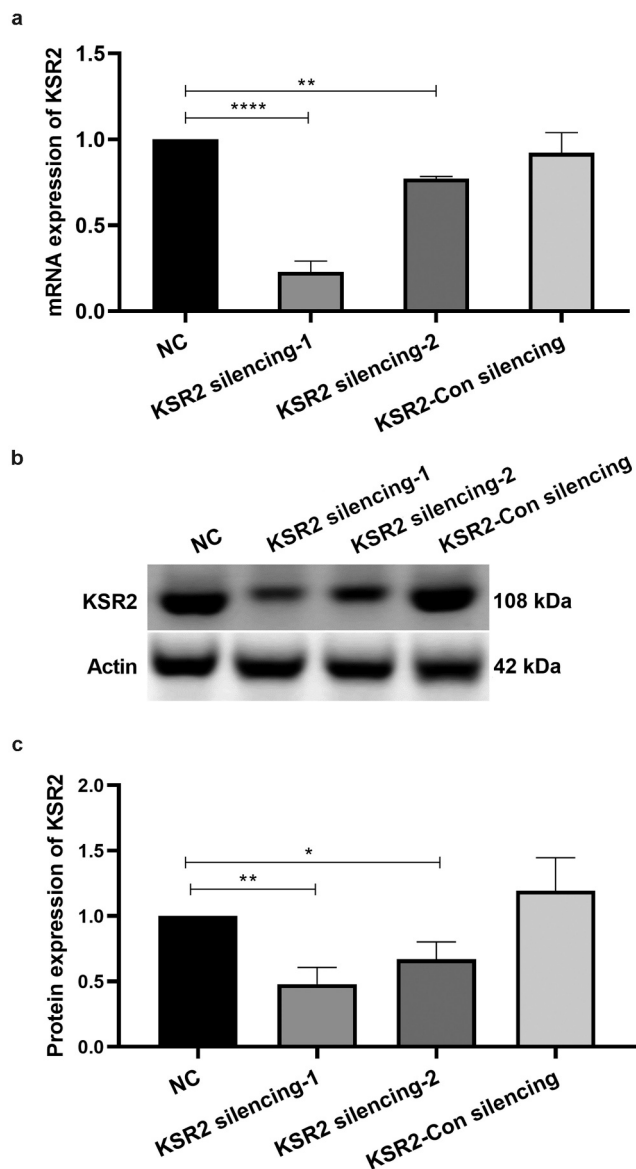 a
mRNA expression of KSR2
1.5
1.0
0.5
0.0
**
****
NC
KSR2 silencing-1
KSR2 silencing-2
KSR2-Con silencing
b
NC
KSR2 silencing-1
KSR2 silencing-2
KSR2-Con silencing
KSR2
108 kDa
Actin
42 kDa
c
Protein expression of KSR2
2.0
1.5
1.0
0.5
0.0
*
**
NC
KSR2 silencing-1
KSR2 silencing-2
KSR2-Con silencing